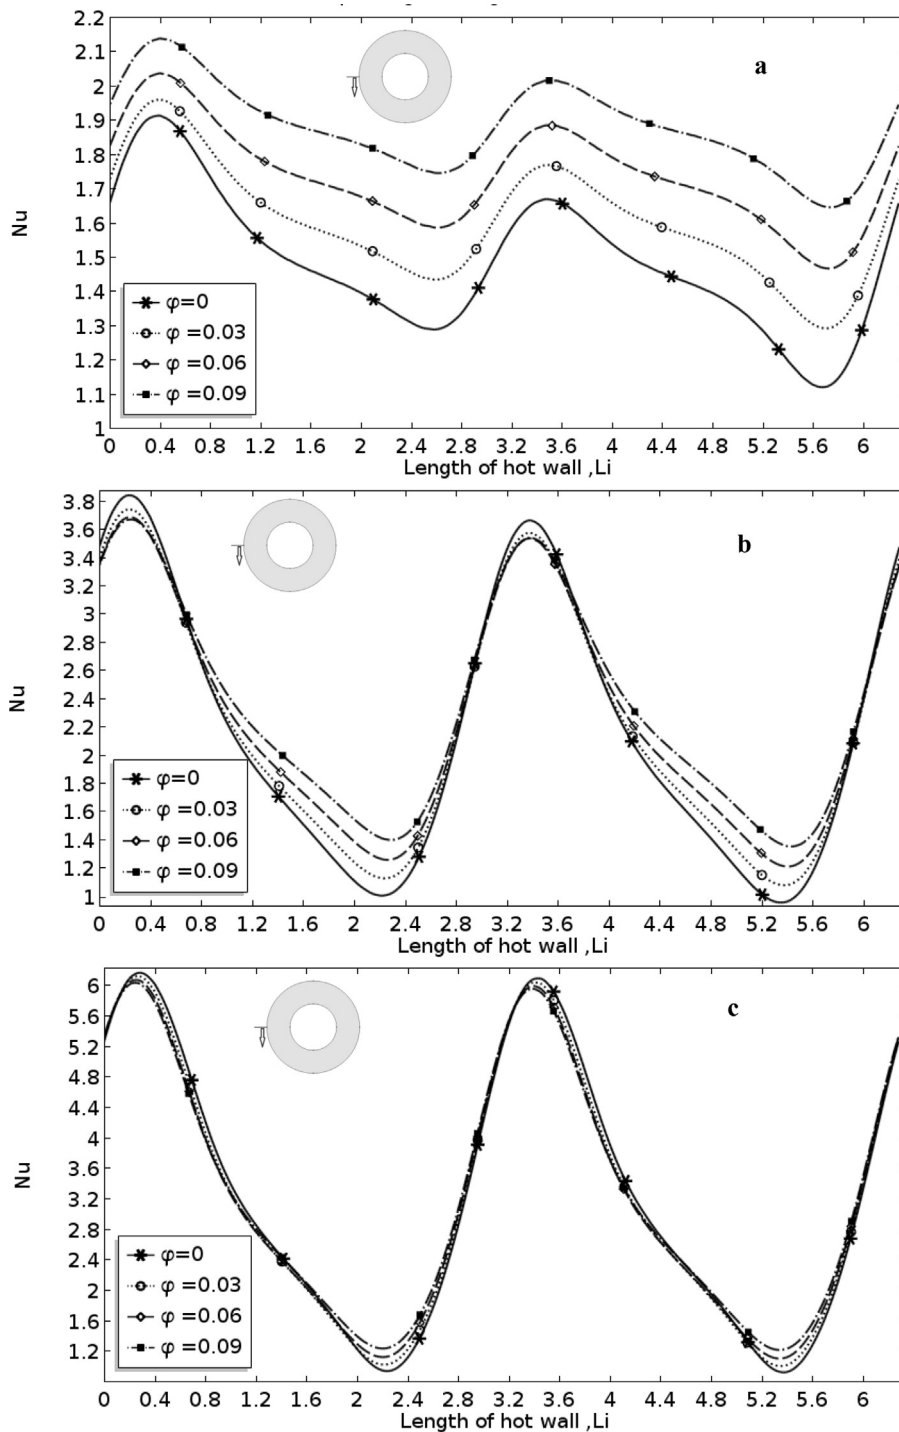 a
2.2
2.1
2
1.9
1.8
1.7
1.6
1.5
1.4
1.3
1.2
1.1
1
Nu
φ=0
φ =0.03
φ =0.06
φ =0.09
0 0.4 0.8 1.2 1.6 2 2.4 2.8 3.2 3.6 4 4.4 4.8 5.2 5.6 6
Length of hot wall ,Li
b
3.8
3.6
3.4
3.2
3
2.8
2.6
2.4
2.2
2
1.8
1.6
1.4
1.2
1
Nu
φ=0
φ =0.03
φ =0.06
φ =0.09
0 0.4 0.8 1.2 1.6 2 2.4 2.8 3.2 3.6 4 4.4 4.8 5.2 5.6 6
Length of hot wall ,Li
c
6
5.6
5.2
4.8
4.4
4
3.6
3.2
2.8
2.4
2
1.6
1.2
Nu
φ=0
φ =0.03
φ =0.06
φ =0.09
0 0.4 0.8 1.2 1.6 2 2.4 2.8 3.2 3.6 4 4.4 4.8 5.2 5.6 6
Length of hot wall ,Li